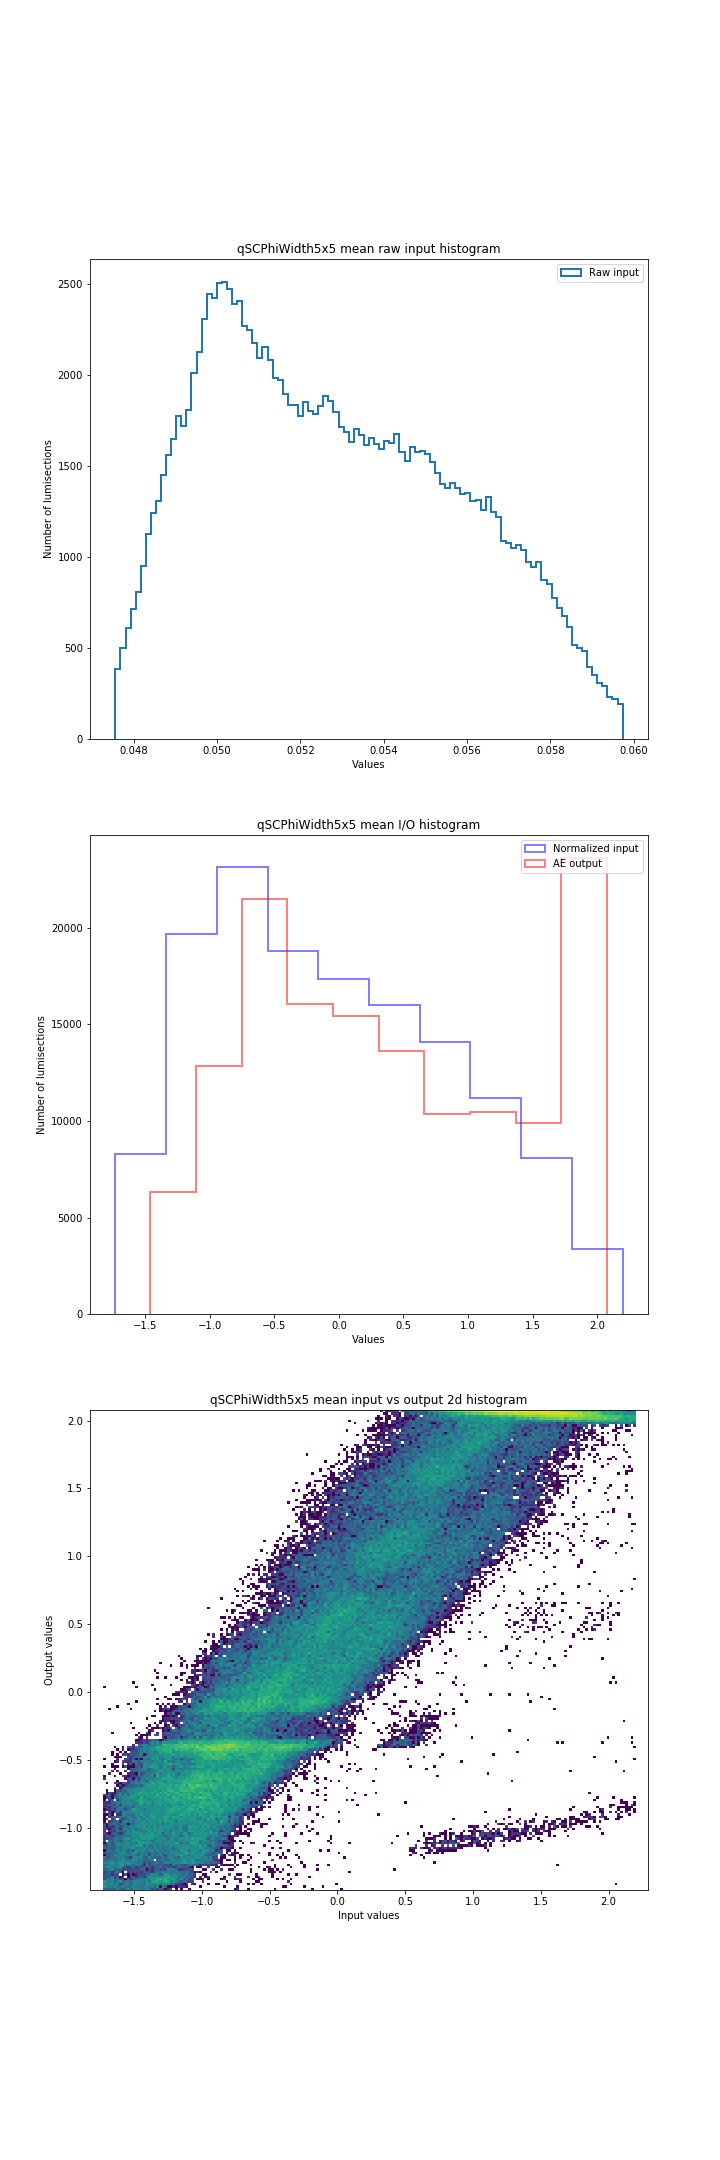 qSCPhiWidth5x5 mean raw input histogram
Raw input
2500
2000
1500
1000
500
0
Number of lumisections
0.048 0.050 0.052 0.054 0.056 0.058 0.060
Values
qSCPhiWidth5x5 mean I/O histogram
Normalized input
AE output
20000
15000
10000
5000
0
Number of lumisections
−1.5 −1.0 −0.5 0.0 0.5 1.0 1.5 2.0
Values
qSCPhiWidth5x5 mean input vs output 2d histogram
2.0
1.5
1.0
0.5
0.0
−0.5
−1.0
Output values
−1.5 −1.0 −0.5 0.0 0.5 1.0 1.5 2.0
Input values